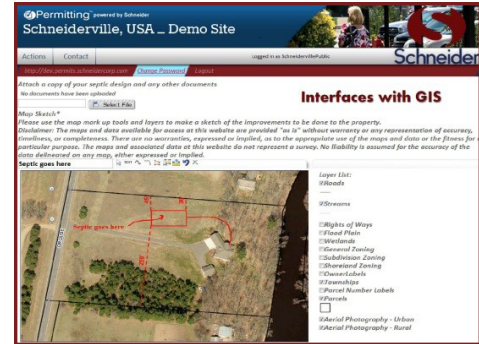 Permitting powered by Schneider
Schneiderville, USA _ Demo Site
Schneider
Actions Contact Logged in as SchneidervillePublic
http://dev.permits.schneidercorp.com Change Password Logout
Attach a copy of your septic design and any other documents
No documents have been uploaded
Select File
Interfaces with GIS
Map Sketch*
Please use the map mark up tools and layers to make a sketch of the improvements to be done to the property.
Disclaimer: The maps and data available for access at this website are provided "as is" without warranty or any representation of accuracy,
timeliness, or completeness. There are no warranties, expressed or implied, as to the appropriate use of the maps and data or the fitness for a
particular purpose. The maps and associated data at this website do not represent a survey. No liability is assumed for the accuracy of the
data delineated on any map, either expressed or implied.
Septic goes here
Layer List:
Roads
Streams
Rights of Ways
Flood Plain
Wetlands
General Zoning
Subdivision Zoning
Shoreland Zoning
OwnerLabels
Townships
Parcel Number Labels
Parcels
Aerial Photography - Urban
Aerial Photography - Rural
Septic goes here